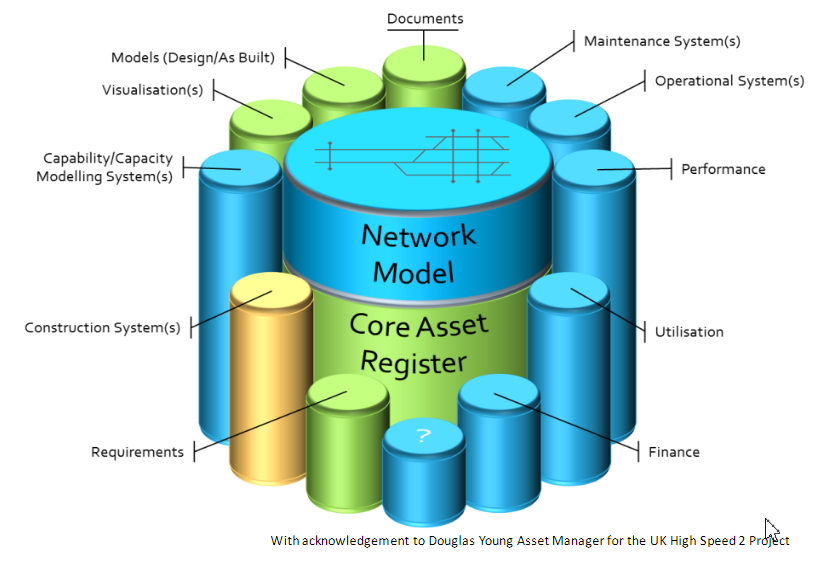 Documents
Maintenance System(s)
Models (Design/As Built)
Operational System(s)
Visualisation(s)
Capability/Capacity
Modelling System(s)
Performance
Network
Model
Construction System(s)
Core Asset
Register
Utilisation
?
Requirements
Finance
With acknowledgement to Douglas Young Asset Manager for the UK High Speed 2 Project